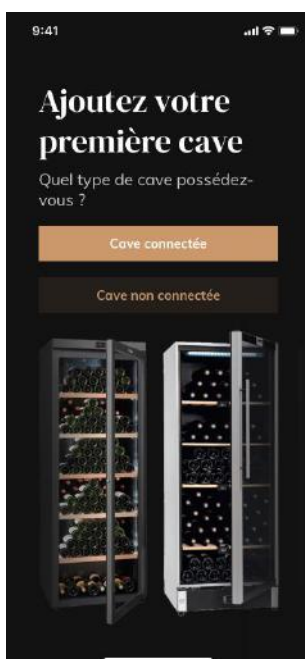 9:41
Ajoutez votre
première cave
Quel type de cave possédez-
vous ?
Cave connectée
Cave non connectée